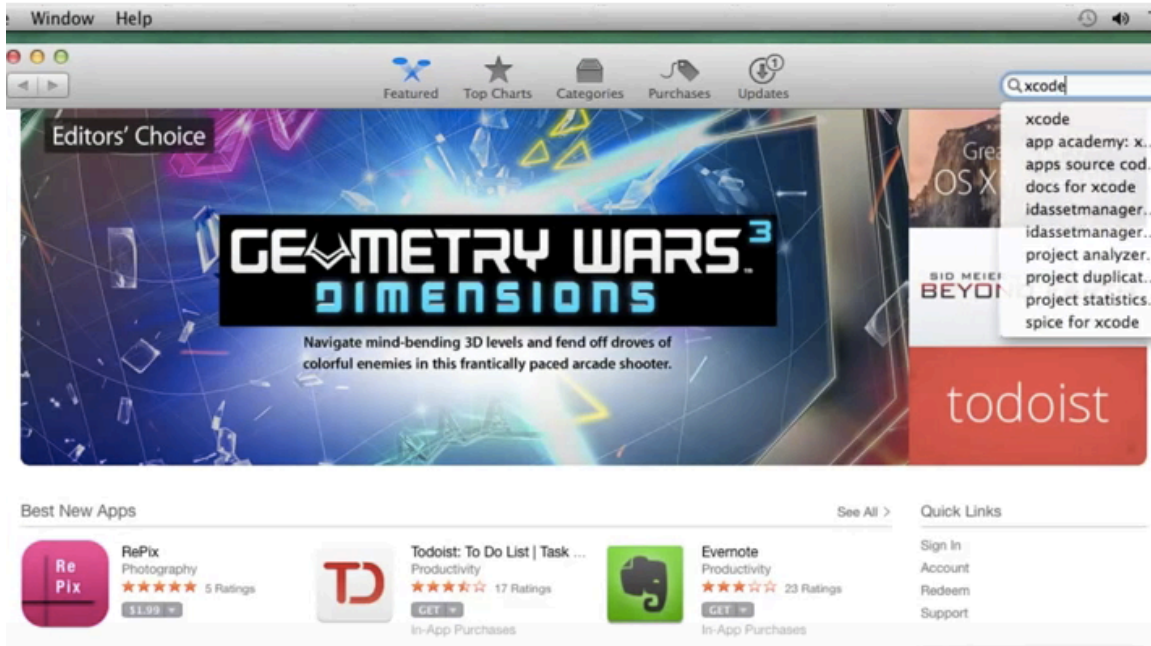 Window Help
Featured Top Charts Categories Purchases Updates
1
xcode
xcode
app academy: x...
apps source cod...
docs for xcode
idassetmanager...
idassetmanager...
project analyzer...
project duplicat...
project statistics...
spice for xcode
Editors' Choice
GEOMETRY WARS 3
DIMENSIONS
Navigate mind-bending 3D levels and fend off droves of
colorful enemies in this frantically paced arcade shooter.
OS X
SID MEIER
todoist
Best New Apps
See All >
Quick Links
Re
Pix
RePix
Photography
5 Ratings
$1.99
Todoist: To Do List | Task ...
Productivity
17 Ratings
GET
In-App Purchases
Evernote
Productivity
23 Ratings
GET
In-App Purchases
Sign In
Account
Redeem
Support